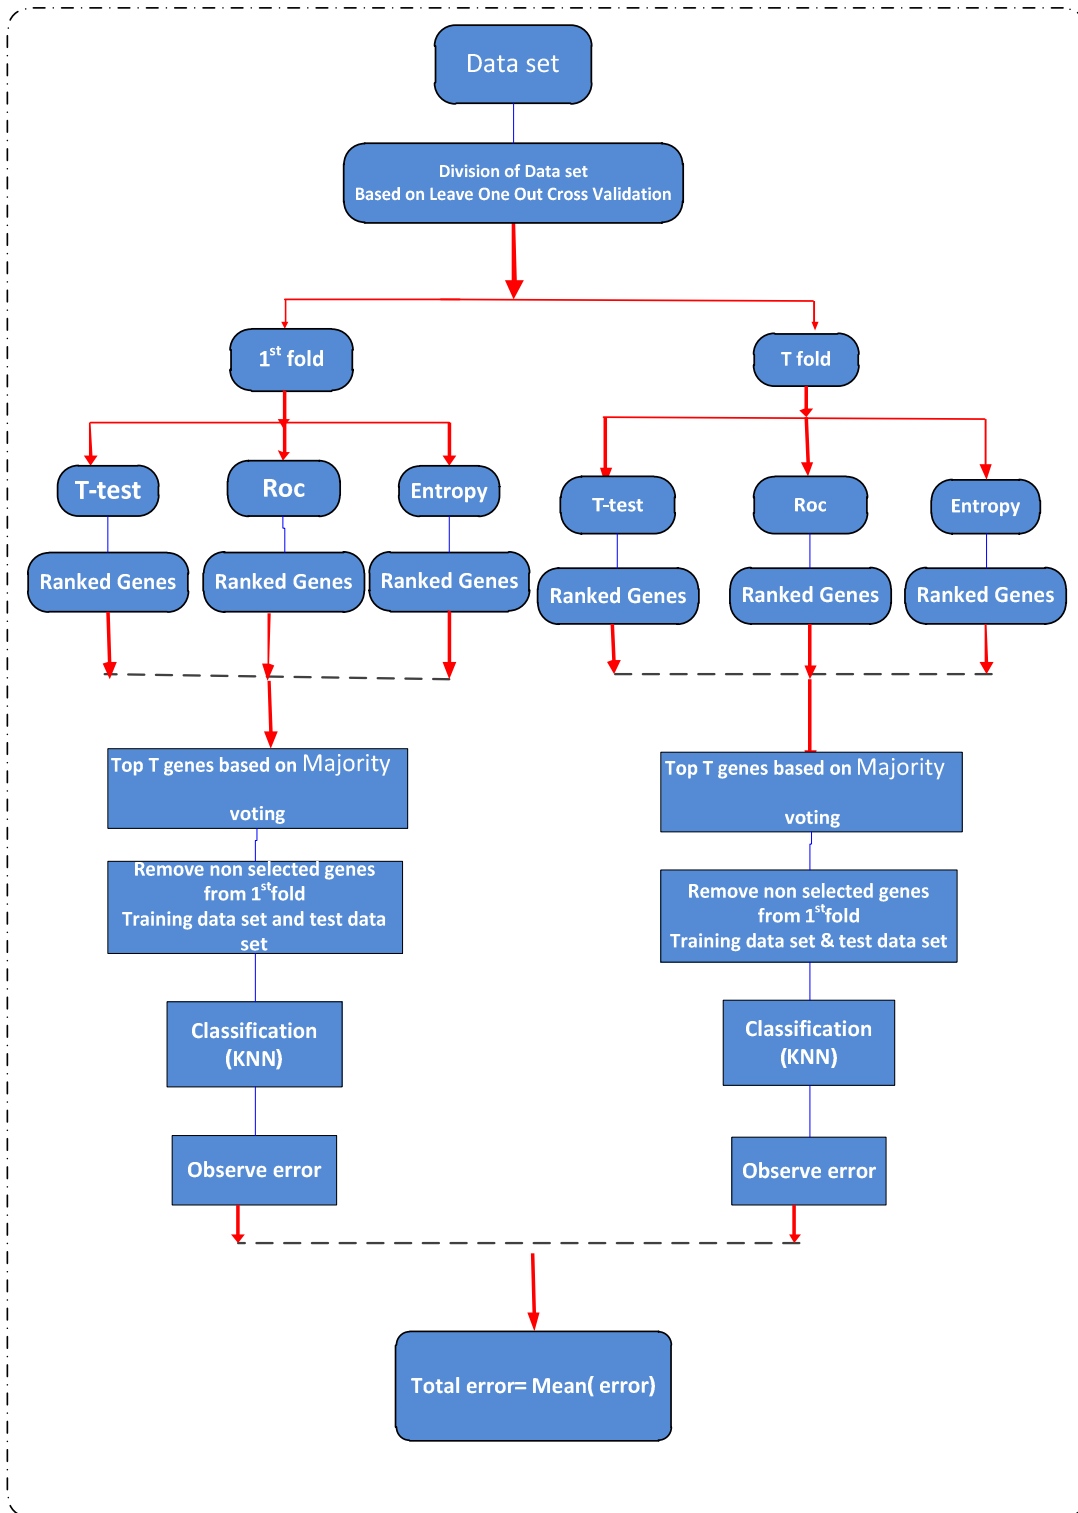 Data set
Division of Data set
Based on Leave One Out Cross Validation
1st fold
T fold
T-test
Roc
Entropy
T-test
Roc
Entropy
Ranked Genes
Ranked Genes
Ranked Genes
Ranked Genes
Ranked Genes
Ranked Genes
Top T genes based on Majority
voting
Top T genes based on Majority
voting
Remove non selected genes
from 1st fold
Training data set and test data
set
Remove non selected genes
from 1st fold
Training data set & test data set
Classification
(KNN)
Classification
(KNN)
Observe error
Observe error
Total error= Mean( error)